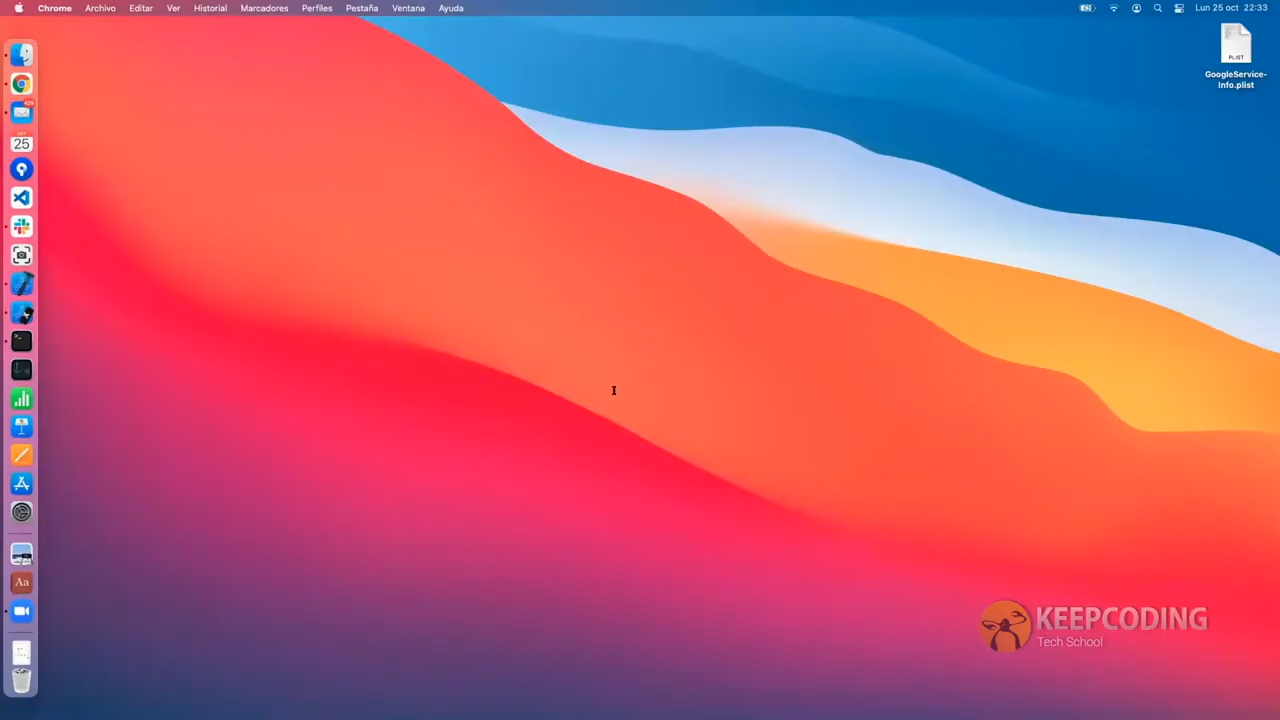 Chrome Archivo Editar Ver Historial Marcadores Perfiles Pestaña Ventana Ayuda Lun 25 oct 22:33
PLIST
GoogleService-
Info.plist
25
Aa
KEEPCODING
Tech School